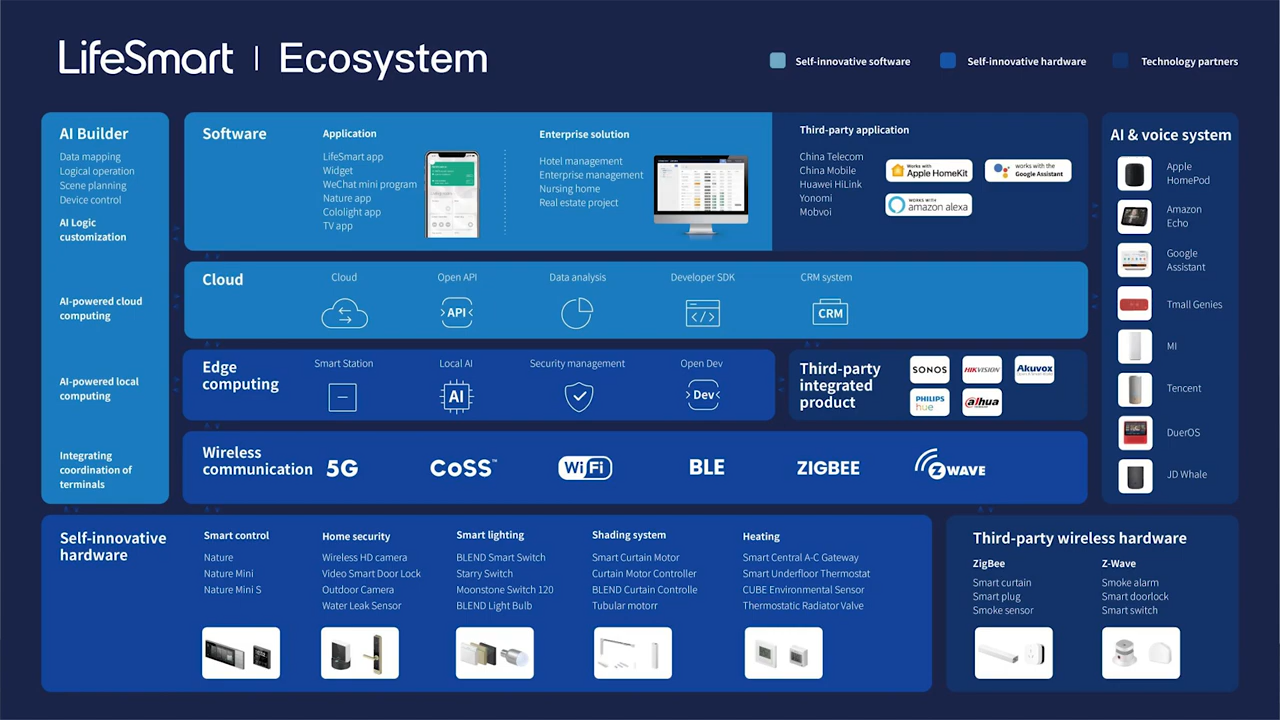 LifeSmart | Ecosystem
Self-innovative software
Self-innovative hardware
Technology partners
AI Builder
Data mapping
Logical operation
Scene planning
Device control
AI Logic
customization
AI-powered cloud
computing
AI-powered local
computing
Integrating
coordination of
terminals
Software
Application
LifeSmart app
Widget
WeChat mini program
Nature app
Cololight app
TV app
Enterprise solution
Hotel management
Enterprise management
Nursing home
Real estate project
Third-party application
China Telecom
China Mobile
Huawei HiLink
Yonomi
Mobvoi
Works with
Apple HomeKit
works with the
Google Assistant
WORKS WITH
amazon alexa
Cloud
Cloud
Open API
API
Data analysis
Developer SDK
</>
CRM system
CRM
Edge
computing
Smart Station
Local AI
AI
Security management
Open Dev
Dev
Third-party
integrated
product
SONOS
HIKVISION
Akuvox
PHILIPS
hue
alhua
Wireless
communication
5G
CoSS™
WiFi
BLE
ZIGBEE
Z WAVE
AI & voice system
Apple
HomePod
Amazon
Echo
Google
Assistant
Tmall Genies
MI
Tencent
DuerOS
JD Whale
Self-innovative
hardware
Smart control
Nature
Nature Mini
Nature Mini S
Home security
Wireless HD camera
Video Smart Door Lock
Outdoor Camera
Water Leak Sensor
Smart lighting
BLEND Smart Switch
Starry Switch
Moonstone Switch 120
BLEND Light Bulb
Shading system
Smart Curtain Motor
Curtain Motor Controller
BLEND Curtain Controlle
Tubular motorr
Heating
Smart Central A-C Gateway
Smart Underfloor Thermostat
CUBE Environmental Sensor
Thermostatic Radiator Valve
Third-party wireless hardware
ZigBee
Smart curtain
Smart plug
Smoke sensor
Z-Wave
Smoke alarm
Smart doorlock
Smart switch